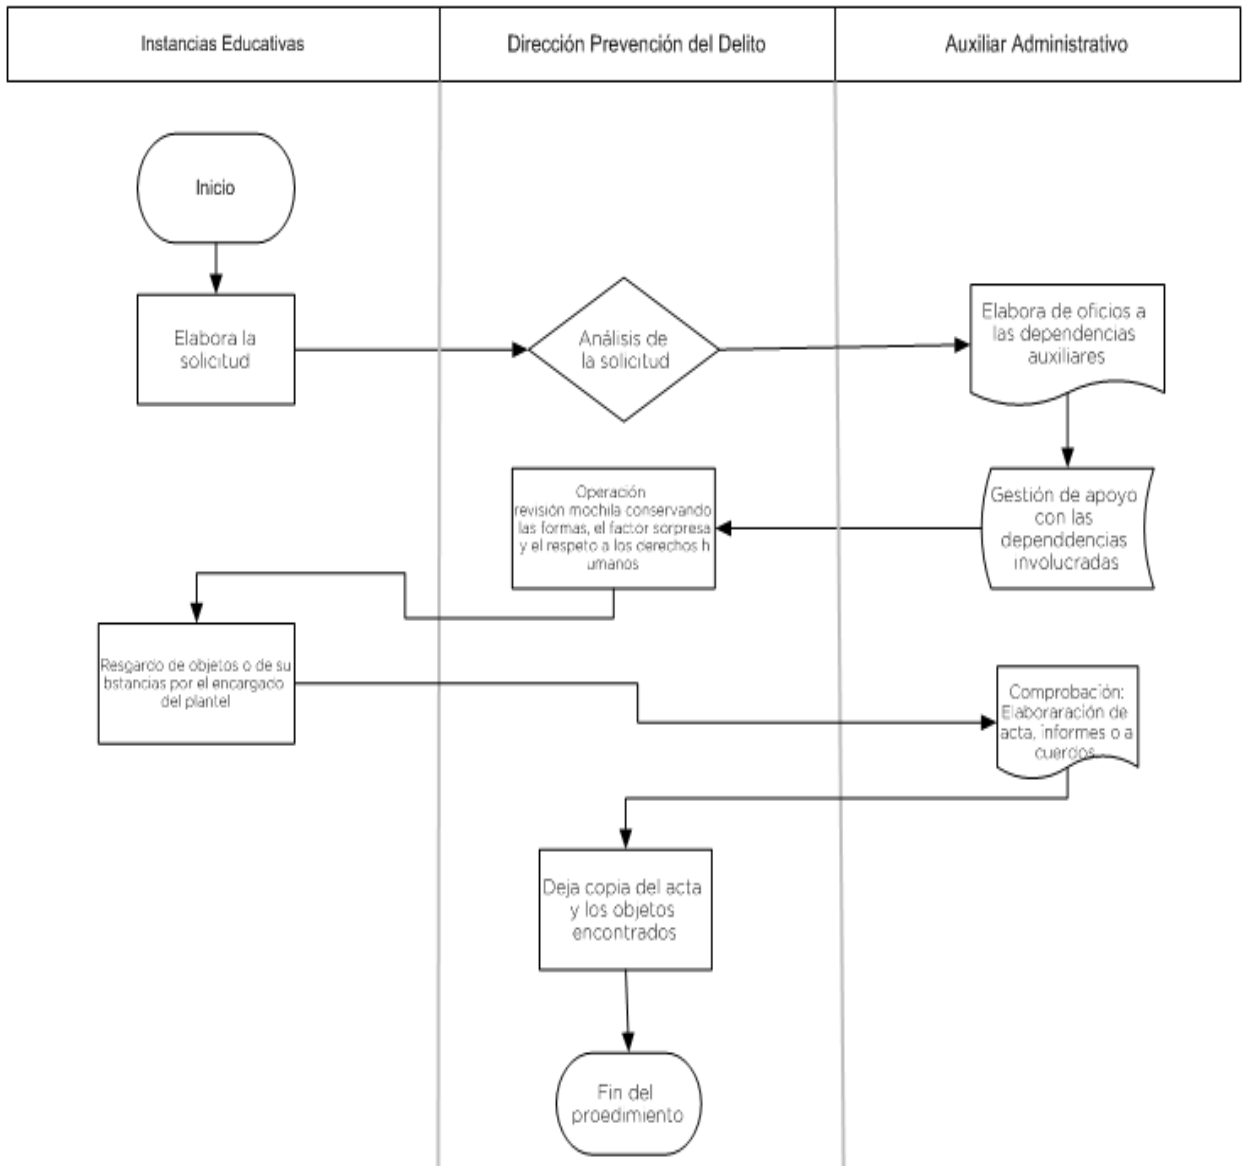 Instancias Educativas
Dirección Prevención del Delito
Auxiliar Administrativo
Inicio
Elabora la
solicitud
Análisis de
la solicitud
Elabora de oficios a
las dependencias
auxiliares
Gestión de apoyo
con las
dependdencias
involucradas
Operación
revisión mochila conservando
las formas, el factor sorpresa
y el respeto a los derechos h
umanos
Resgardo de objetos o de su
bstancias por el encargado
del plantel
Comprobación:
Elaboraración de
acta, informes o a
cuerdos
Deja copia del acta
y los objetos
encontrados
Fin del
proedimiento